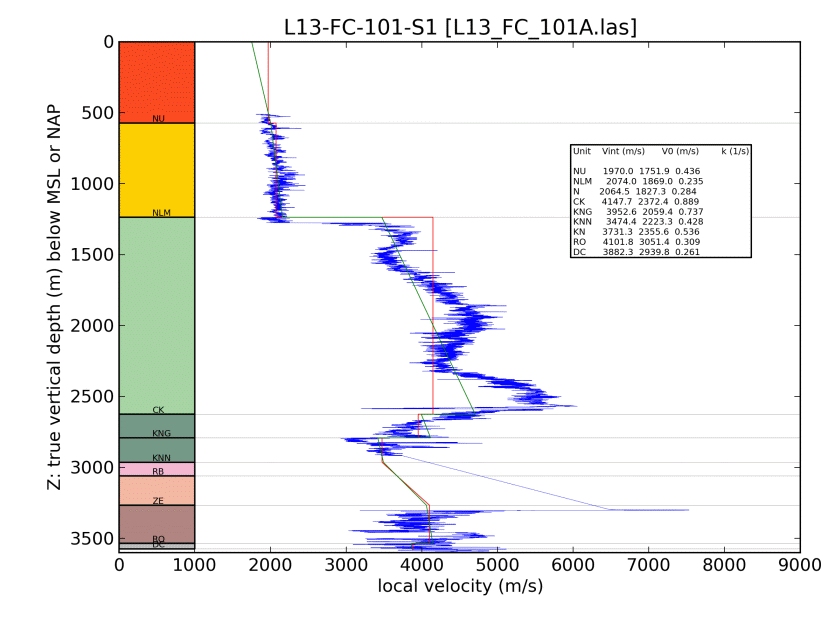 L13-FC-101-S1 [L13_FC_101A.las]
Z: true vertical depth (m) below MSL or NAP
0
500
1000
1500
2000
2500
3000
3500
NU
NLM
CK
KNG
KNN
RB
ZE
RO
DC
Unit Vint (m/s) V0 (m/s) k (1/s)
NU 1970.0 1751.9 0.436
NLM 2074.0 1869.0 0.235
N 2064.5 1827.3 0.284
CK 4147.7 2372.4 0.889
KNG 3952.6 2059.4 0.737
KNN 3474.4 2223.3 0.428
KN 3731.3 2355.6 0.536
RO 4101.8 3051.4 0.309
DC 3882.3 2939.8 0.261
0 1000 2000 3000 4000 5000 6000 7000 8000 9000
local velocity (m/s)